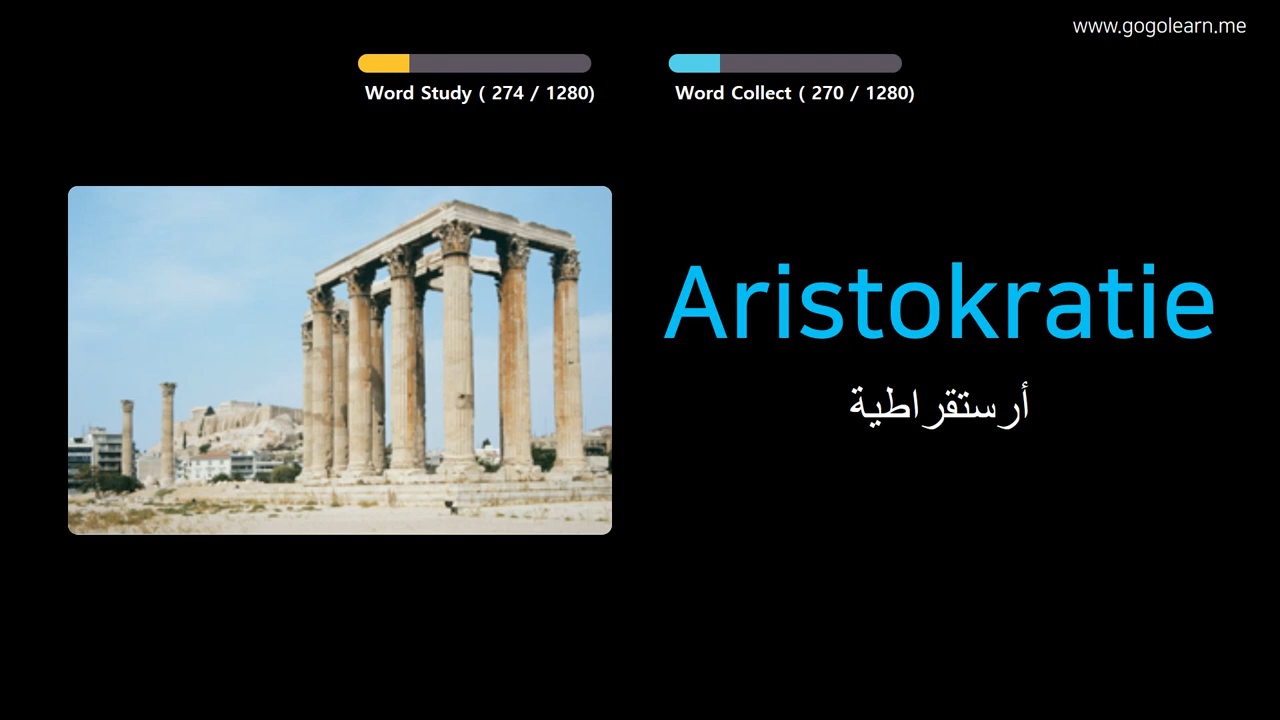 www.gogolearn.me
Word Study ( 274 / 1280)
Word Collect ( 270 / 1280)
Aristokratie
أرستقراطية